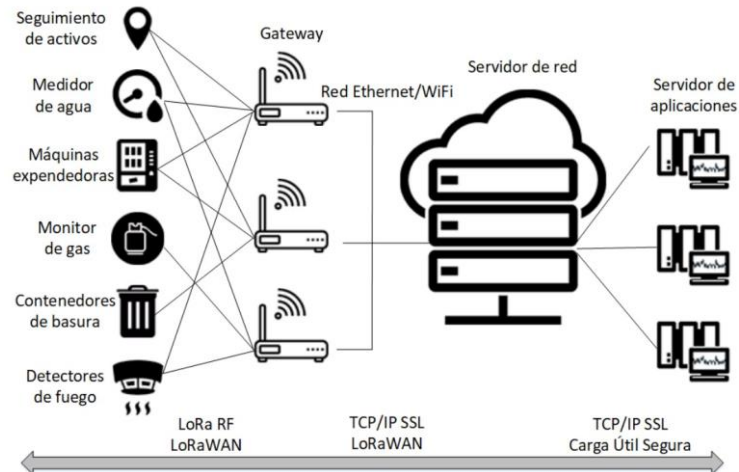 Seguimiento
de activos
Medidor
de agua
Máquinas
expendedoras
Monitor
de gas
Contenedores
de basura
Detectores
de fuego
Gateway
Red Ethernet/WiFi
Servidor de red
Servidor de
aplicaciones
LoRa RF
LoRaWAN
TCP/IP SSL
LoRaWAN
TCP/IP SSL
Carga Útil Segura